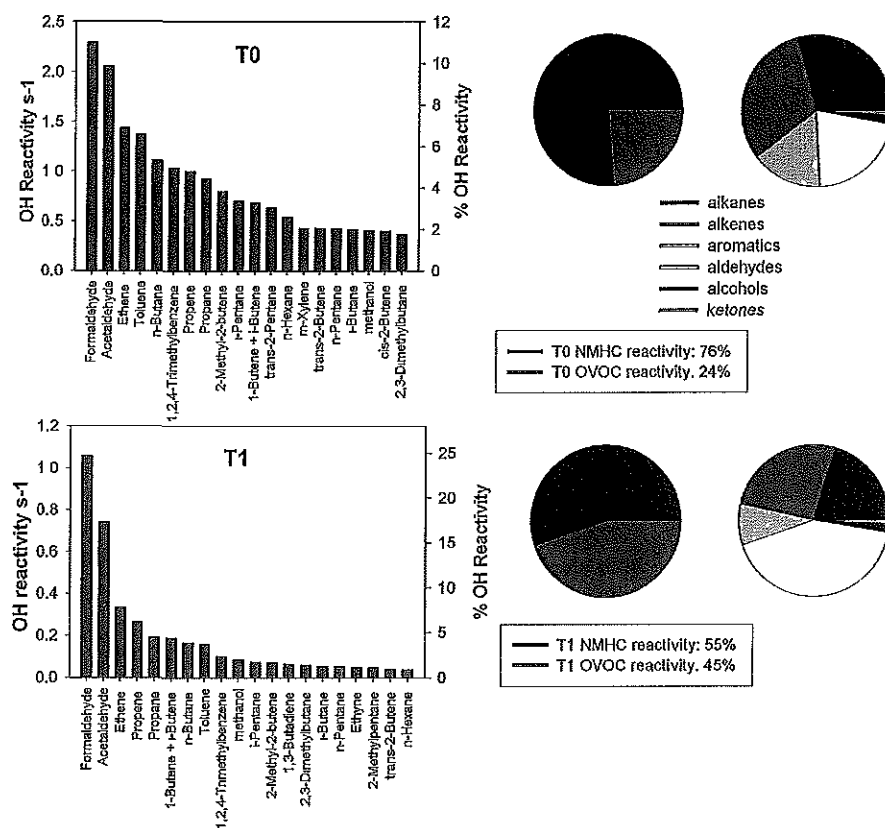 T0
OH Reactivity s-1
2.5
2.0
1.5
1.0
0.5
0.0
12
10
8
6
4
2
0
% OH Reactivity
Formaldehyde
Acetaldehyde
Ethene
Toluene
n-Butane
1,2,4-Trimethylbenzene
Propene
Propane
2-Methyl-2-butene
i-Pentane
1-Butene + i-Butene
trans-2-Pentene
n-Hexane
m-Xylene
trans-2-Butene
n-Pentane
i-Butane
methanol
cis-2-Butene
2,3-Dimethylbutane
alkanes
alkenes
aromatics
aldehydes
alcohols
ketones
T0 NMHC reactivity: 76%
T0 OVOC reactivity. 24%
T1
OH reactivity s-1
1.2
1.0
0.8
0.6
0.4
0.2
0.0
25
20
15
10
5
0
% OH Reactivity
Formaldehyde
Acetaldehyde
Ethene
Propene
Propane
1-Butene + i-Butene
n-Butane
Toluene
1,2,4-Trimethylbenzene
methanol
i-Pentane
2-Methyl-2-butene
1,3-Butadiene
2,3-Dimethylbutane
i-Butane
n-Pentane
Ethyne
2-Methylpentane
trans-2-Butene
n-Hexane
T1 NMHC reactivity: 55%
T1 OVOC reactivity. 45%